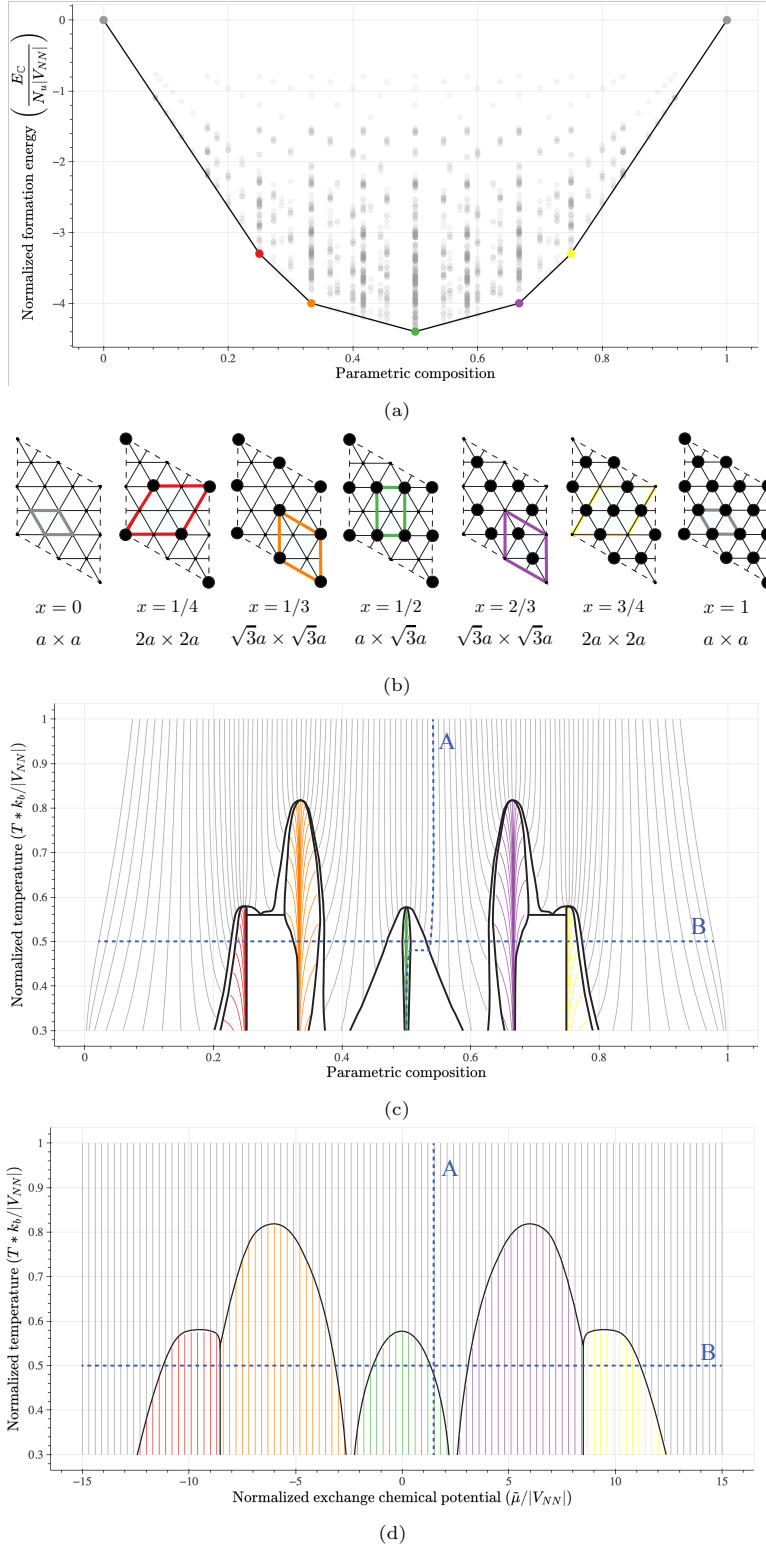 Normalized formation energy (E_ℂ / N_u|V_NN|)
0
−1
−2
−3
−4
0 0.2 0.4 0.6 0.8 1
Parametric composition
(a)
x = 0 x = 1/4 x = 1/3 x = 1/2 x = 2/3 x = 3/4 x = 1
a × a 2a × 2a √3a × √3a a × √3a √3a × √3a 2a × 2a a × a
(b)
Normalized temperature (T * k_b/|V_NN|)
1
0.9
0.8
0.7
0.6
0.5
0.4
0.3
A
B
0 0.2 0.4 0.6 0.8 1
Parametric composition
(c)
Normalized temperature (T * k_b/|V_NN|)
1
0.9
0.8
0.7
0.6
0.5
0.4
0.3
A
B
−15 −10 −5 0 5 10 15
Normalized exchange chemical potential (μ̃/|V_NN|)
(d)